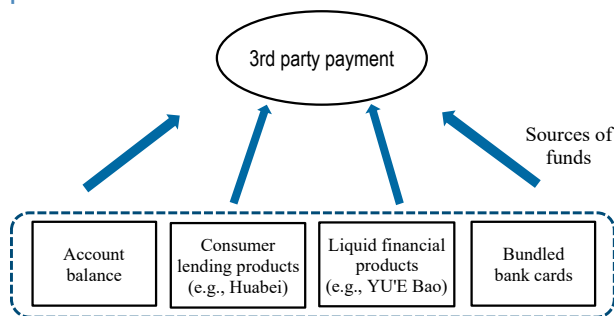 3rd party payment
Sources of
funds
Account
balance
Consumer
lending products
(e.g., Huabei)
Liquid financial
products
(e.g., YU'E Bao)
Bundled
bank cards